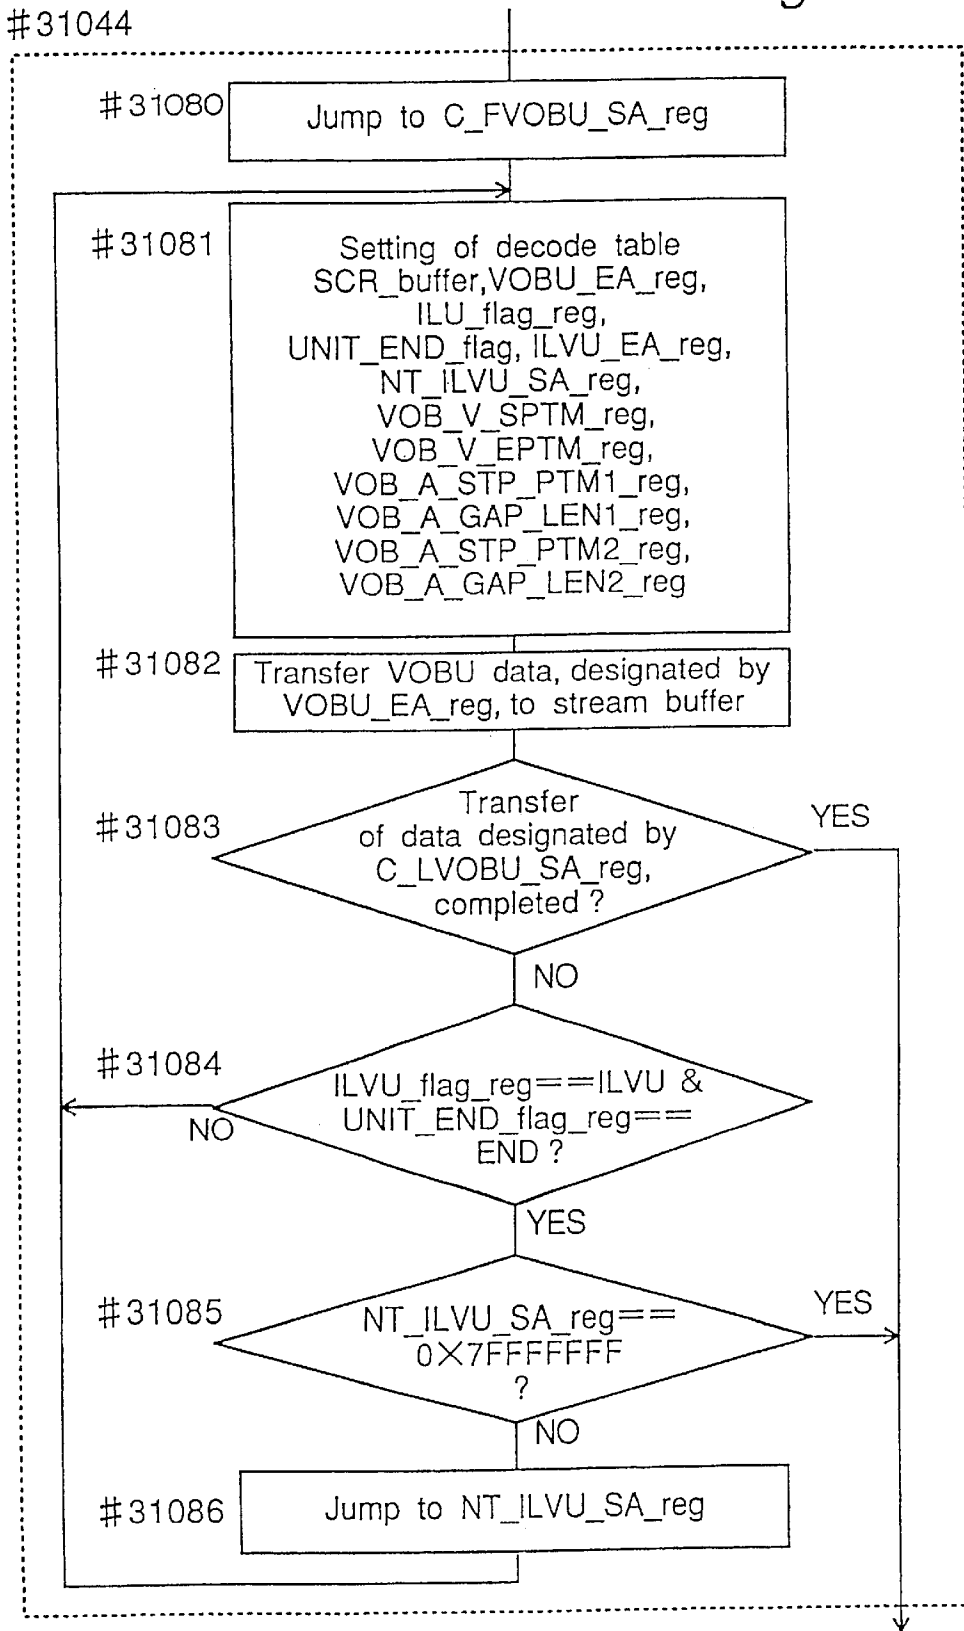 #31044
#31080
Jump to C_FVOBU_SA_reg
#31081
Setting of decode table
SCR_buffer,VOBU_EA_reg,
ILU_flag_reg,
UNIT_END_flag, ILVU_EA_reg,
NT_ILVU_SA_reg,
VOB_V_SPTM_reg,
VOB_V_EPTM_reg,
VOB_A_STP_PTM1_reg,
VOB_A_GAP_LEN1_reg,
VOB_A_STP_PTM2_reg,
VOB_A_GAP_LEN2_reg
#31082
Transfer VOBU data, designated by
VOBU_EA_reg, to stream buffer
#31083
Transfer
of data designated by
C_LVOBU_SA_reg,
completed ?
YES
NO
#31084
ILVU_flag_reg==ILVU &
UNIT_END_flag_reg==
END ?
NO
YES
#31085
NT_ILVU_SA_reg==
0X7FFFFFFF
?
YES
NO
#31086
Jump to NT_ILVU_SA_reg